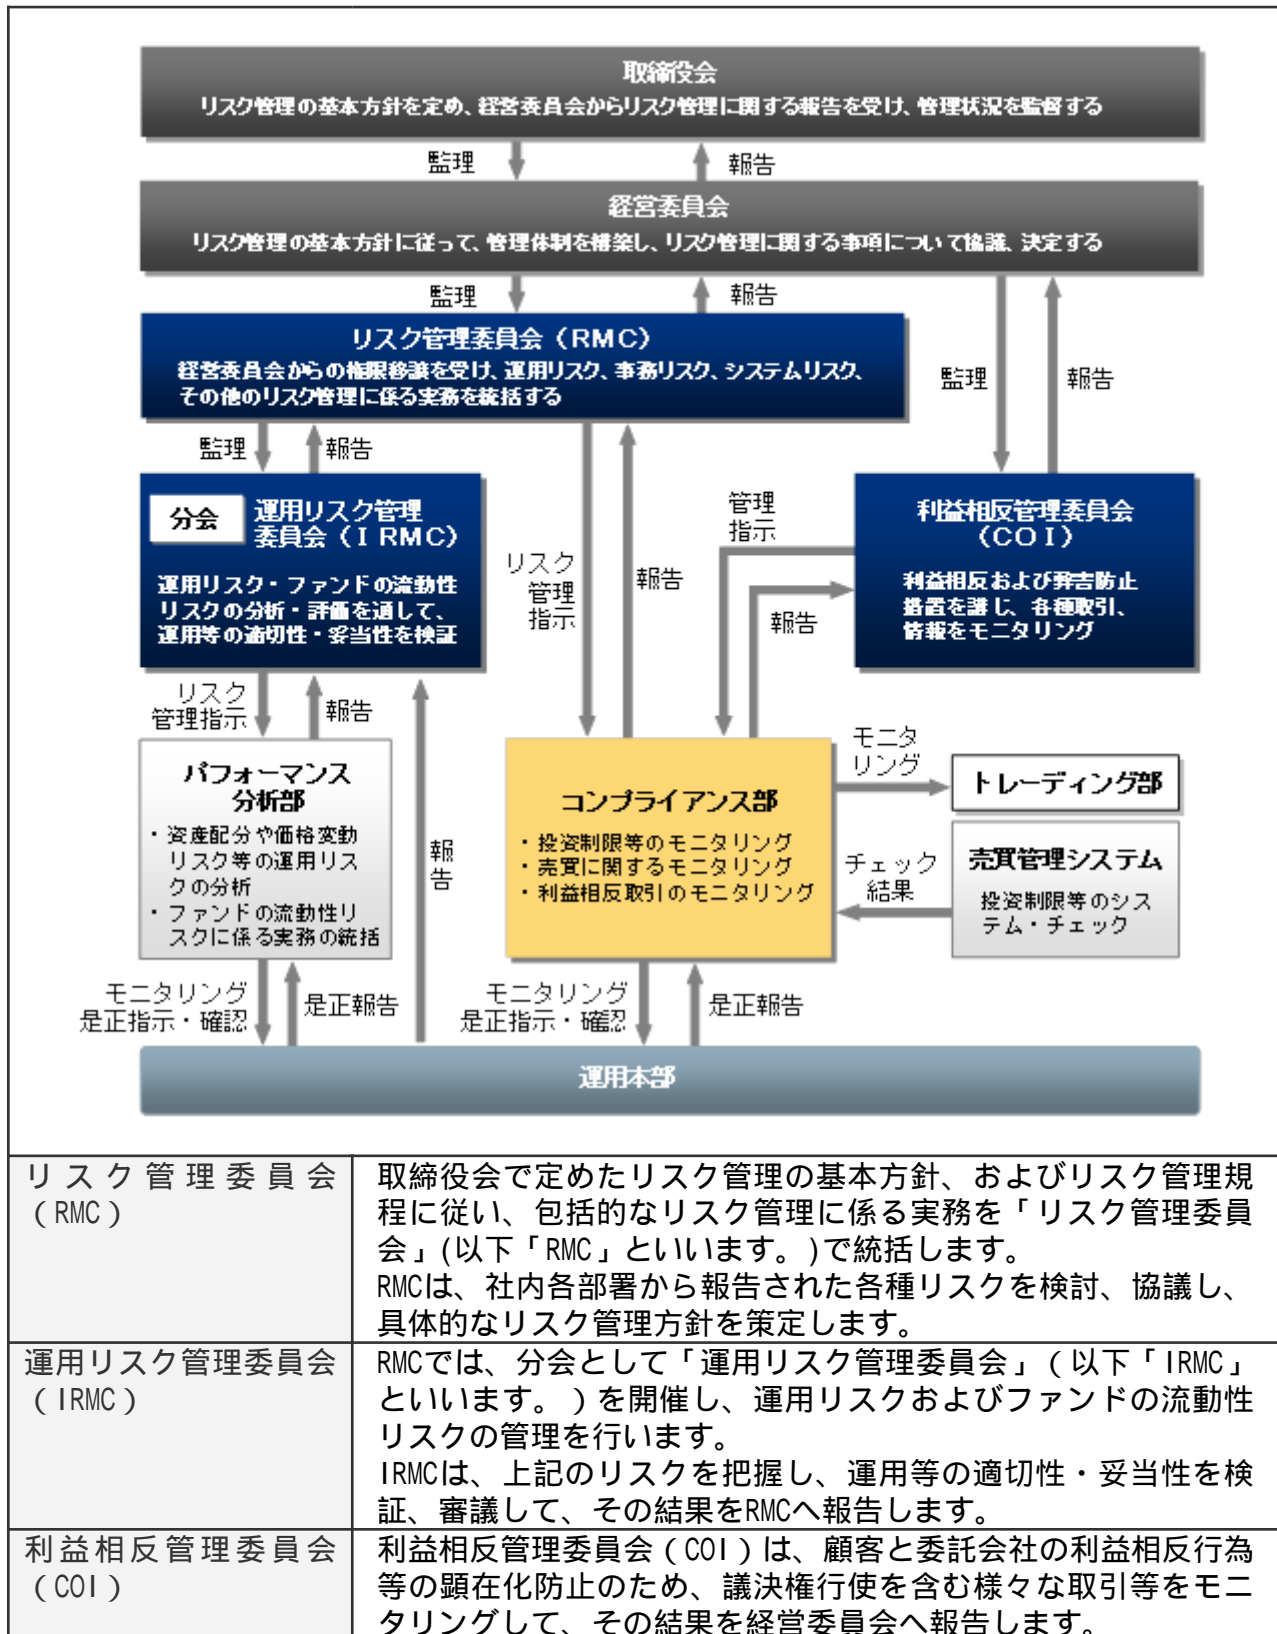 取締役会
リスク管理の基本方針を定め、経営委員会からリスク管理に関する報告を受け、管理状況を監督する
監理
報告
経営委員会
リスク管理の基本方針に従って、管理体制を構築し、リスク管理に関する事項について協議、決定する
監理
報告
リスク管理委員会（RMC）
経営委員会からの権限移譲を受け、運用リスク、事務リスク、システムリスク、
その他のリスク管理に係る実務を統括する
監理
報告
監理
報告
分会
運用リスク管理
委員会（IRMC）
運用リスク・ファンドの流動性
リスクの分析・評価を通して、
運用等の適切性・妥当性を検証
リスク
管理
指示
報告
管理
指示
報告
利益相反管理委員会
（COI）
利益相反および弊害防止
措置を講じ、各種取引、
情報をモニタリング
リスク
管理指示
報告
パフォーマンス
分析部
・資産配分や価格変動
リスク等の運用リス
クの分析
・ファンドの流動性リ
スクに係る実務の統括
報
告
コンプライアンス部
・投資制限等のモニタリング
・売買に関するモニタリング
・利益相反取引のモニタリング
モニタ
リング
トレーディング部
チェック
結果
売買管理システム
投資制限等のシス
テム・チェック
モニタリング
是正指示・確認
是正報告
モニタリング
是正指示・確認
是正報告
運用本部
リスク管理委員会
（RMC）
取締役会で定めたリスク管理の基本方針、およびリスク管理規
程に従い、包括的なリスク管理に係る実務を「リスク管理委員
会」(以下「RMC」といいます。)で統括します。
RMCは、社内各部署から報告された各種リスクを検討、協議し、
具体的なリスク管理方針を策定します。
運用リスク管理委員会
（IRMC）
RMCでは、分会として「運用リスク管理委員会」（以下「IRMC」
といいます。）を開催し、運用リスクおよびファンドの流動性
リスクの管理を行います。
IRMCは、上記のリスクを把握し、運用等の適切性・妥当性を検
証、審議して、その結果をRMCへ報告します。
利益相反管理委員会
（COI）
利益相反管理委員会（COI）は、顧客と委託会社の利益相反行為
等の顕在化防止のため、議決権行使を含む様々な取引等をモニ
タリングして、その結果を経営委員会へ報告します。